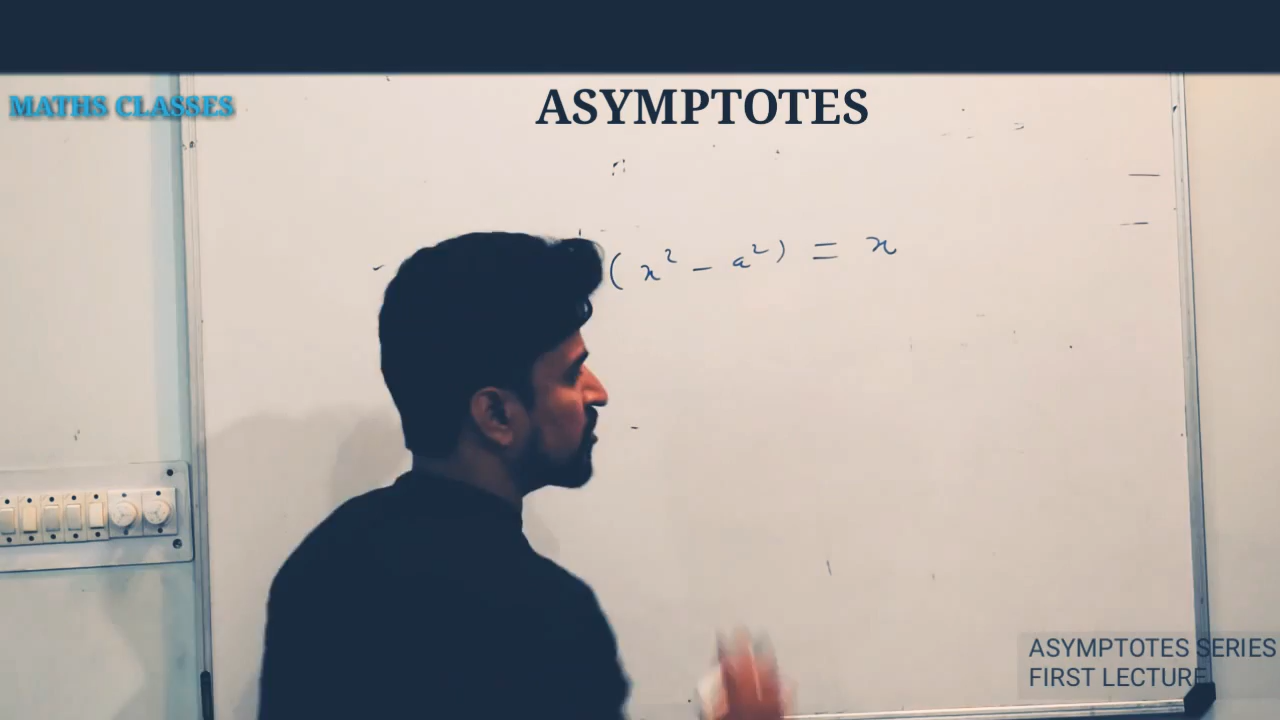 MATHS CLASSES
ASYMPTOTES
(x² - a²) = x
ASYMPTOTES SERIES
FIRST LECTURE